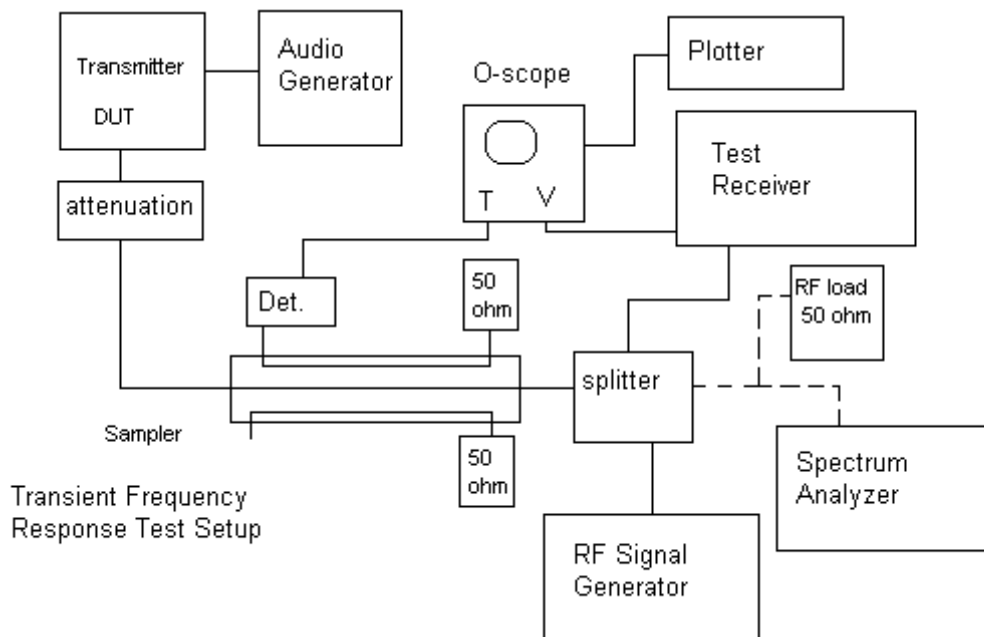 Transmitter
DUT
Audio
Generator
O-scope
Plotter
T V
Test
Receiver
attenuation
Det.
50
ohm
RF load
50 ohm
splitter
Sampler
50
ohm
Spectrum
Analyzer
Transient Frequency
Response Test Setup
RF Signal
Generator